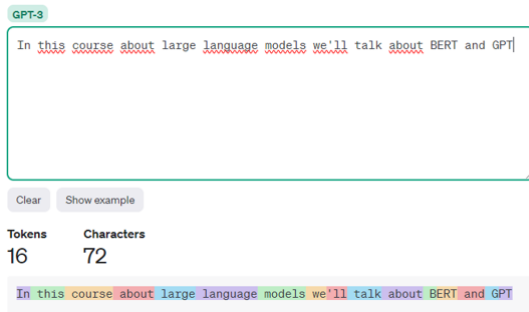 GPT-3
In this course about large language models we'll talk about BERT and GPT
Clear Show example
Tokens Characters
16 72
In this course about large language models we'll talk about BERT and GPT